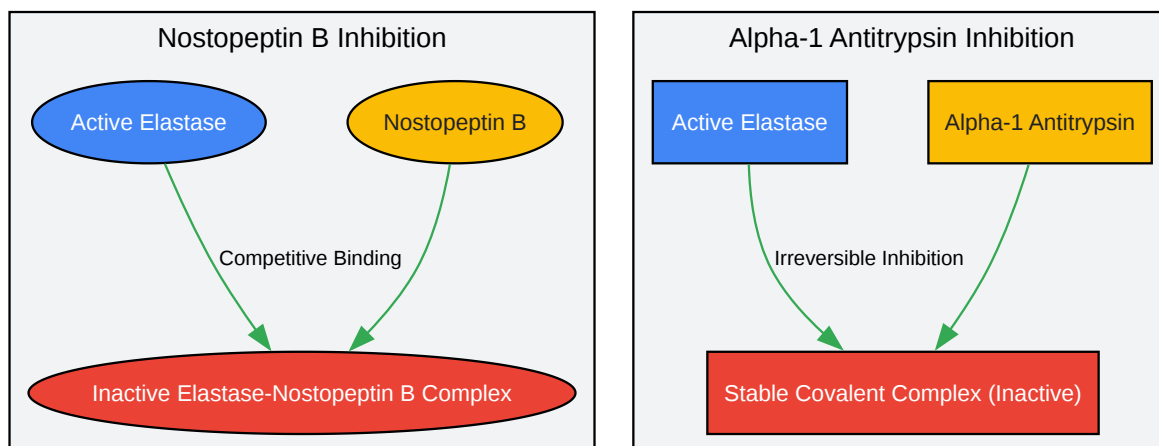 Nostopeptin B Inhibition
Active Elastase
Nostopeptin B
Competitive Binding
Inactive Elastase-Nostopeptin B Complex
Alpha-1 Antitrypsin Inhibition
Active Elastase
Alpha-1 Antitrypsin
Irreversible Inhibition
Stable Covalent Complex (Inactive)